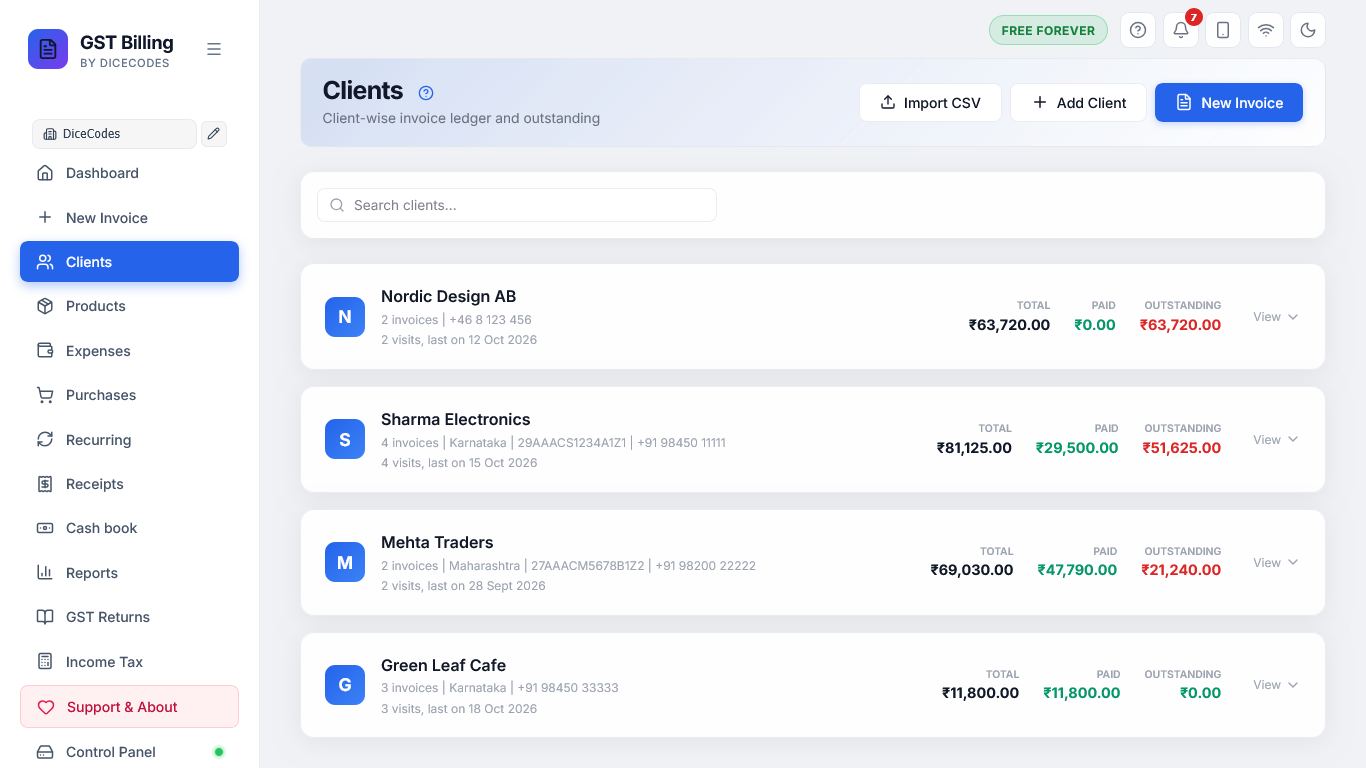 GST Billing
BY DICECODES
DiceCodes
Dashboard
New Invoice
Clients
Products
Expenses
Purchases
Recurring
Receipts
Cash book
Reports
GST Returns
Income Tax
Support & About
Control Panel
FREE FOREVER
7
Clients
Client-wise invoice ledger and outstanding
Import CSV
Add Client
New Invoice
Search clients...
N
Nordic Design AB
2 invoices | +46 8 123 456
2 visits, last on 12 Oct 2026
TOTAL PAID OUTSTANDING
₹63,720.00 ₹0.00 ₹63,720.00
View
S
Sharma Electronics
4 invoices | Karnataka | 29AAACS1234A1Z1 | +91 98450 11111
4 visits, last on 15 Oct 2026
TOTAL PAID OUTSTANDING
₹81,125.00 ₹29,500.00 ₹51,625.00
View
M
Mehta Traders
2 invoices | Maharashtra | 27AAACM5678B1Z2 | +91 98200 22222
2 visits, last on 28 Sept 2026
TOTAL PAID OUTSTANDING
₹69,030.00 ₹47,790.00 ₹21,240.00
View
G
Green Leaf Cafe
3 invoices | Karnataka | +91 98450 33333
3 visits, last on 18 Oct 2026
TOTAL PAID OUTSTANDING
₹11,800.00 ₹11,800.00 ₹0.00
View